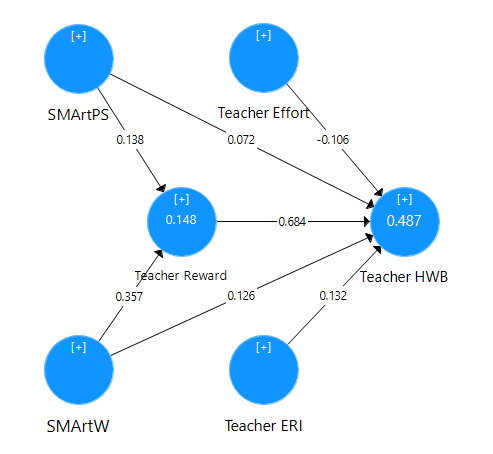 [+]
[+]
SMArtPS
Teacher Effort
0.138
0.072
-0.106
[+]
0.148
[+]
0.487
0.684
Teacher Reward
Teacher HWB
0.357
0.126
0.132
[+]
[+]
SMArtW
Teacher ERI